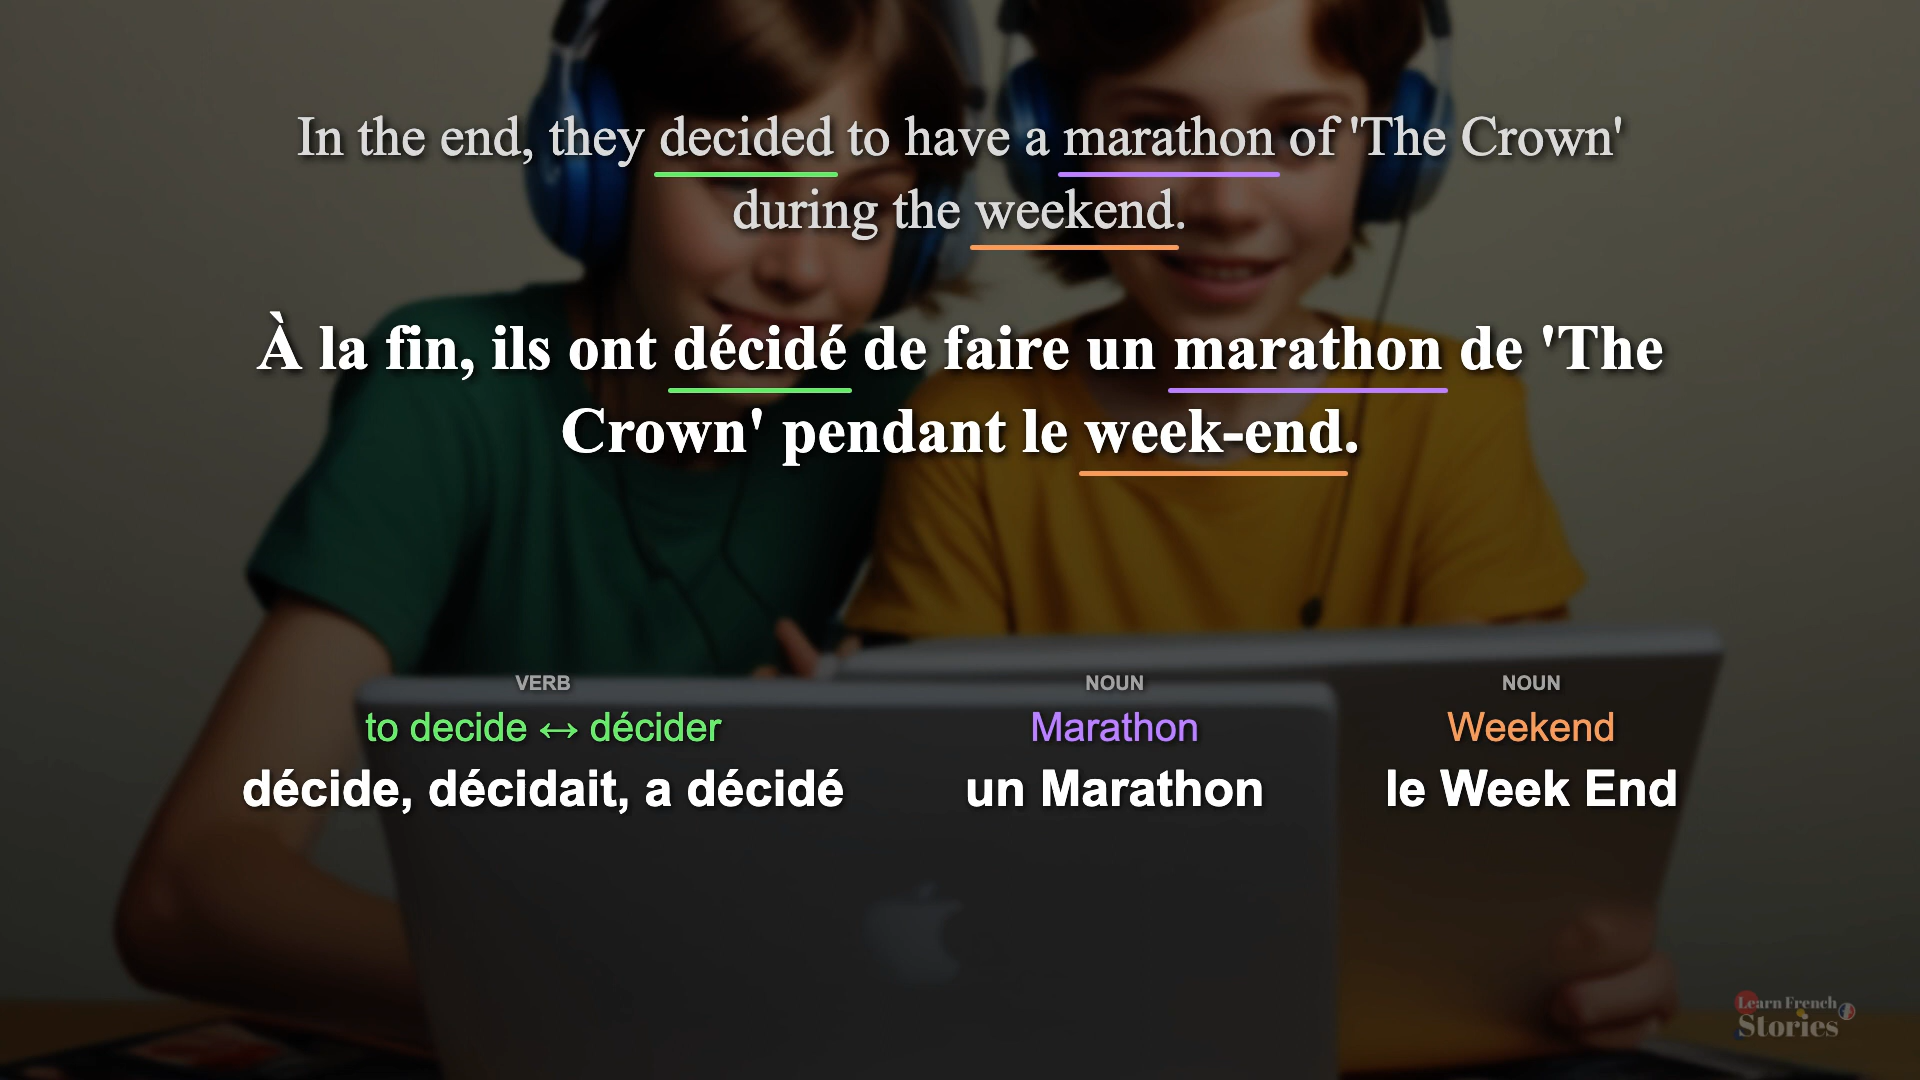 In the end, they decided to have a marathon of 'The Crown'
during the weekend.
À la fin, ils ont décidé de faire un marathon de 'The
Crown' pendant le week-end.
VERB
to decide ↔ décider
décide, décidait, a décidé
NOUN
Marathon
un Marathon
NOUN
Weekend
le Week End
Learn French
Stories